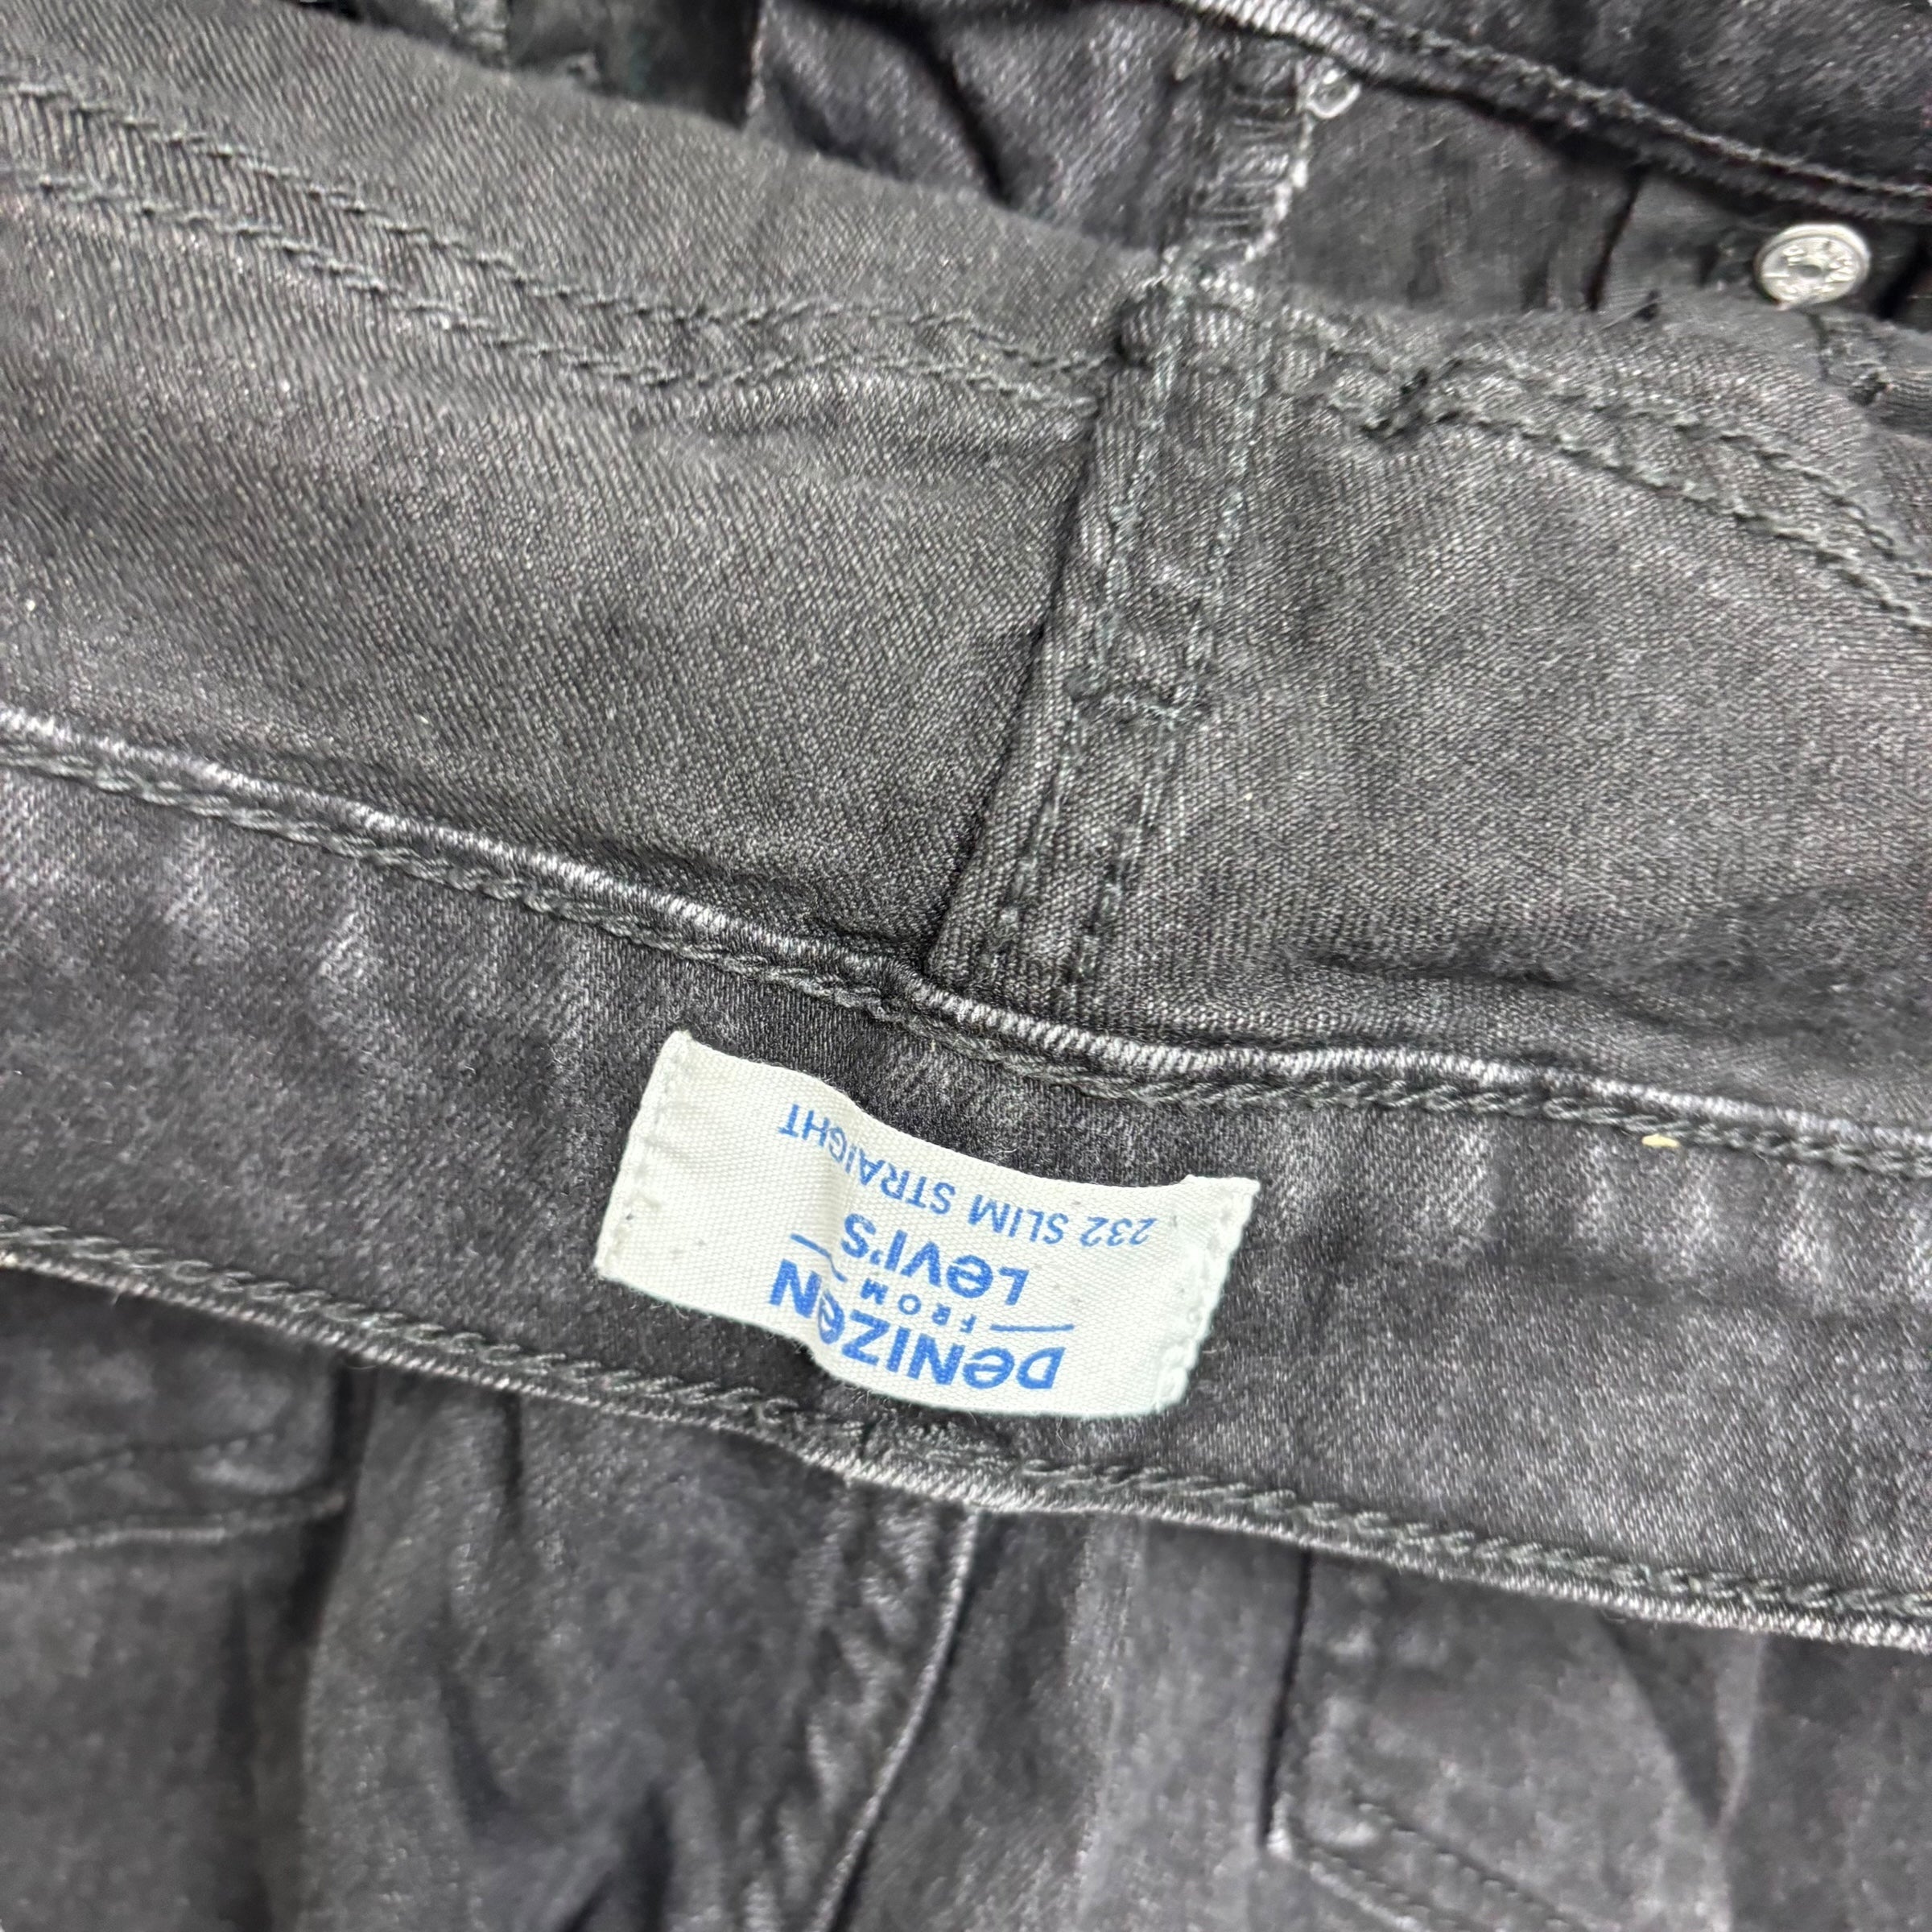 DENIZEN
FROM
LEVI'S
232 SLIM STRAIGHT